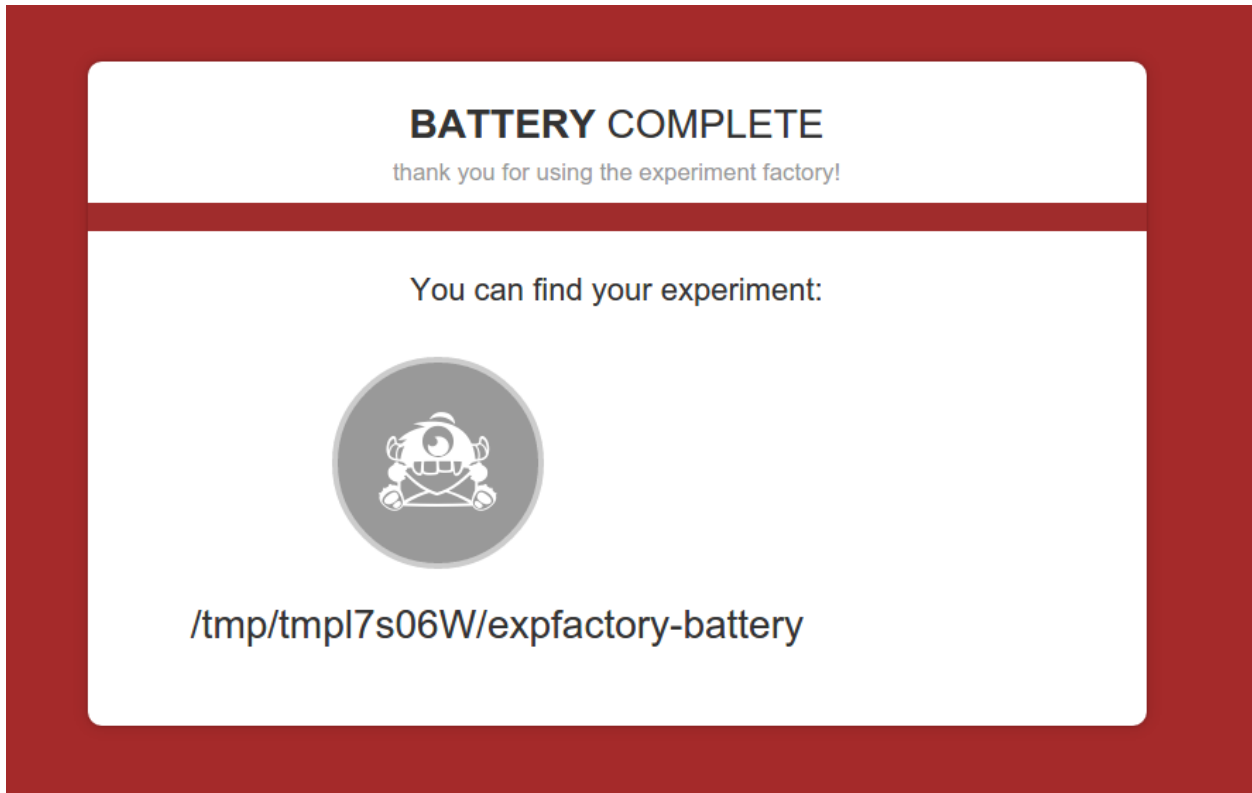 BATTERY COMPLETE
thank you for using the experiment factory!
You can find your experiment:
/tmp/tmpl7s06W/expfactory-battery